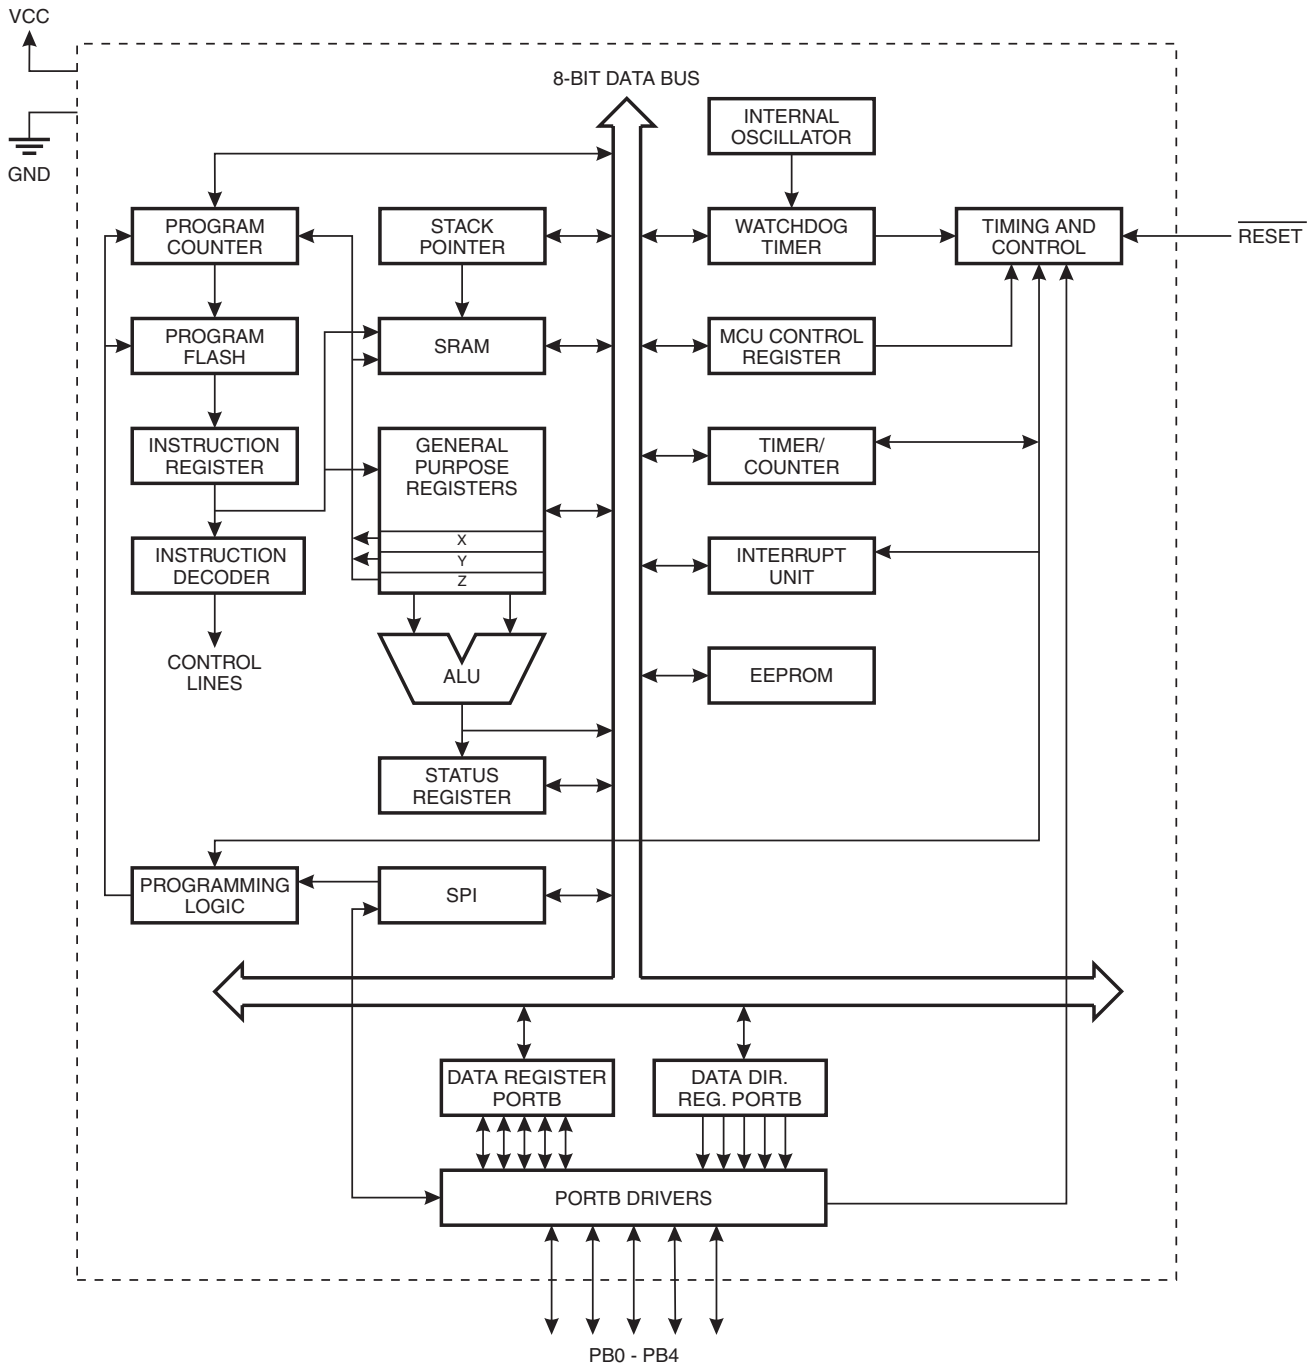 VCC
8-BIT DATA BUS
GND
INTERNAL
OSCILLATOR
PROGRAM
COUNTER
STACK
POINTER
WATCHDOG
TIMER
TIMING AND
CONTROL
RESET
PROGRAM
FLASH
SRAM
MCU CONTROL
REGISTER
INSTRUCTION
REGISTER
GENERAL
PURPOSE
REGISTERS
X
Y
Z
TIMER/
COUNTER
INSTRUCTION
DECODER
INTERRUPT
UNIT
CONTROL
LINES
ALU
EEPROM
STATUS
REGISTER
PROGRAMMING
LOGIC
SPI
DATA REGISTER
PORTB
DATA DIR.
REG. PORTB
PORTB DRIVERS
PB0 - PB4